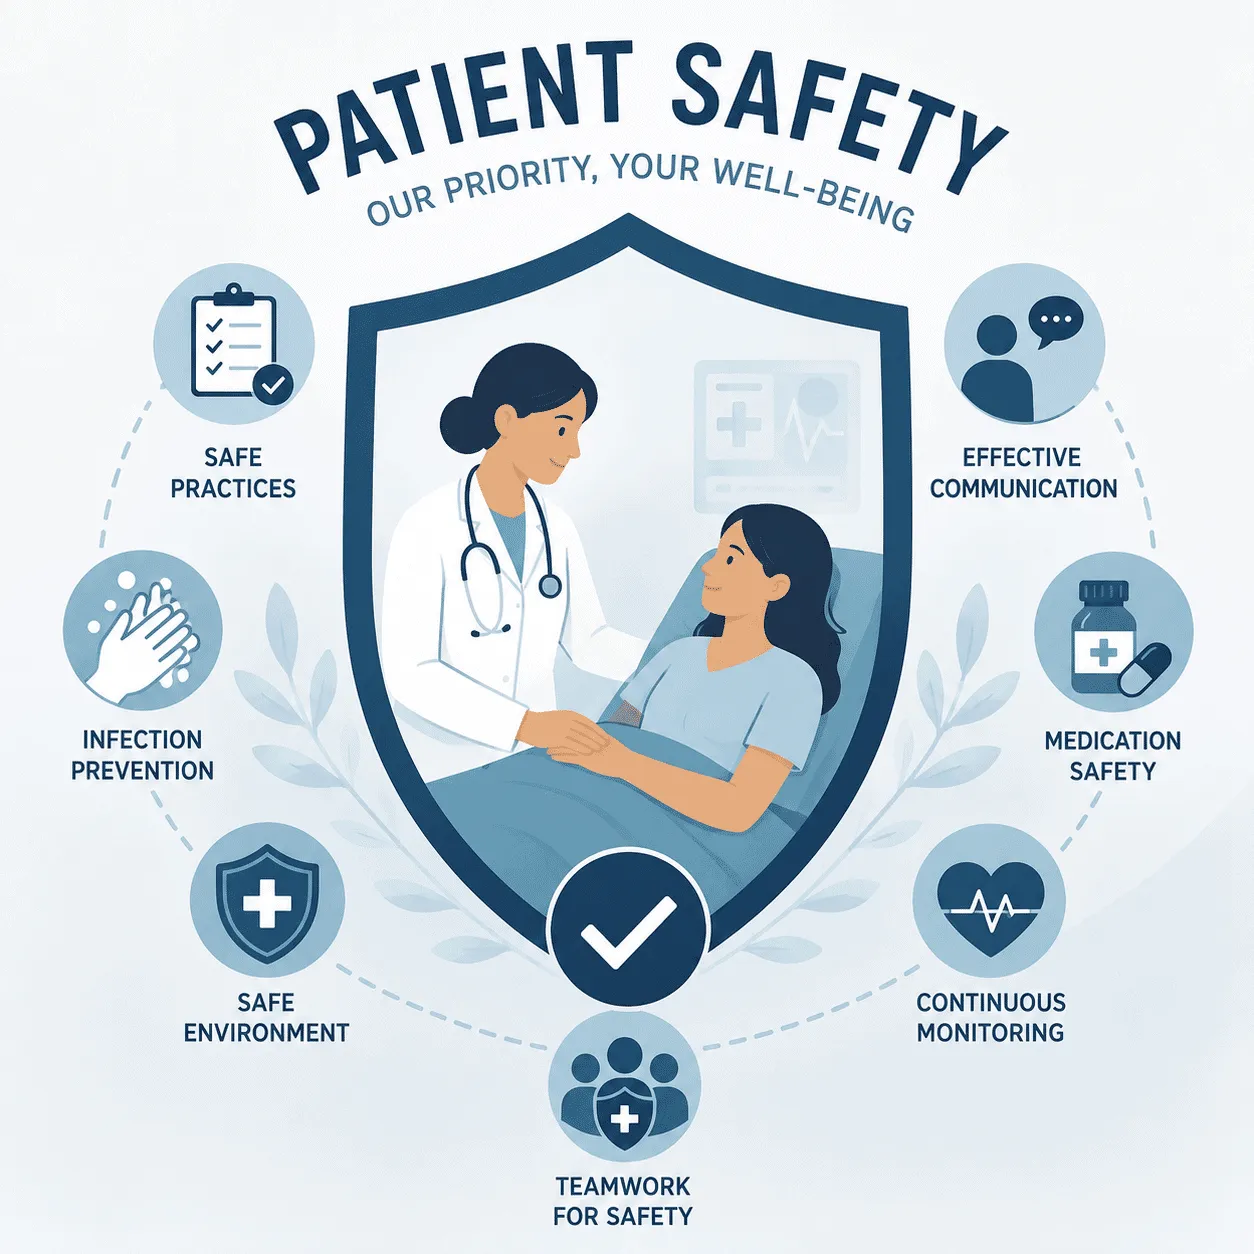 PATIENT SAFETY
OUR PRIORITY, YOUR WELL-BEING
SAFE
PRACTICES
EFFECTIVE
COMMUNICATION
INFECTION
PREVENTION
MEDICATION
SAFETY
SAFE
ENVIRONMENT
CONTINUOUS
MONITORING
TEAMWORK
FOR SAFETY